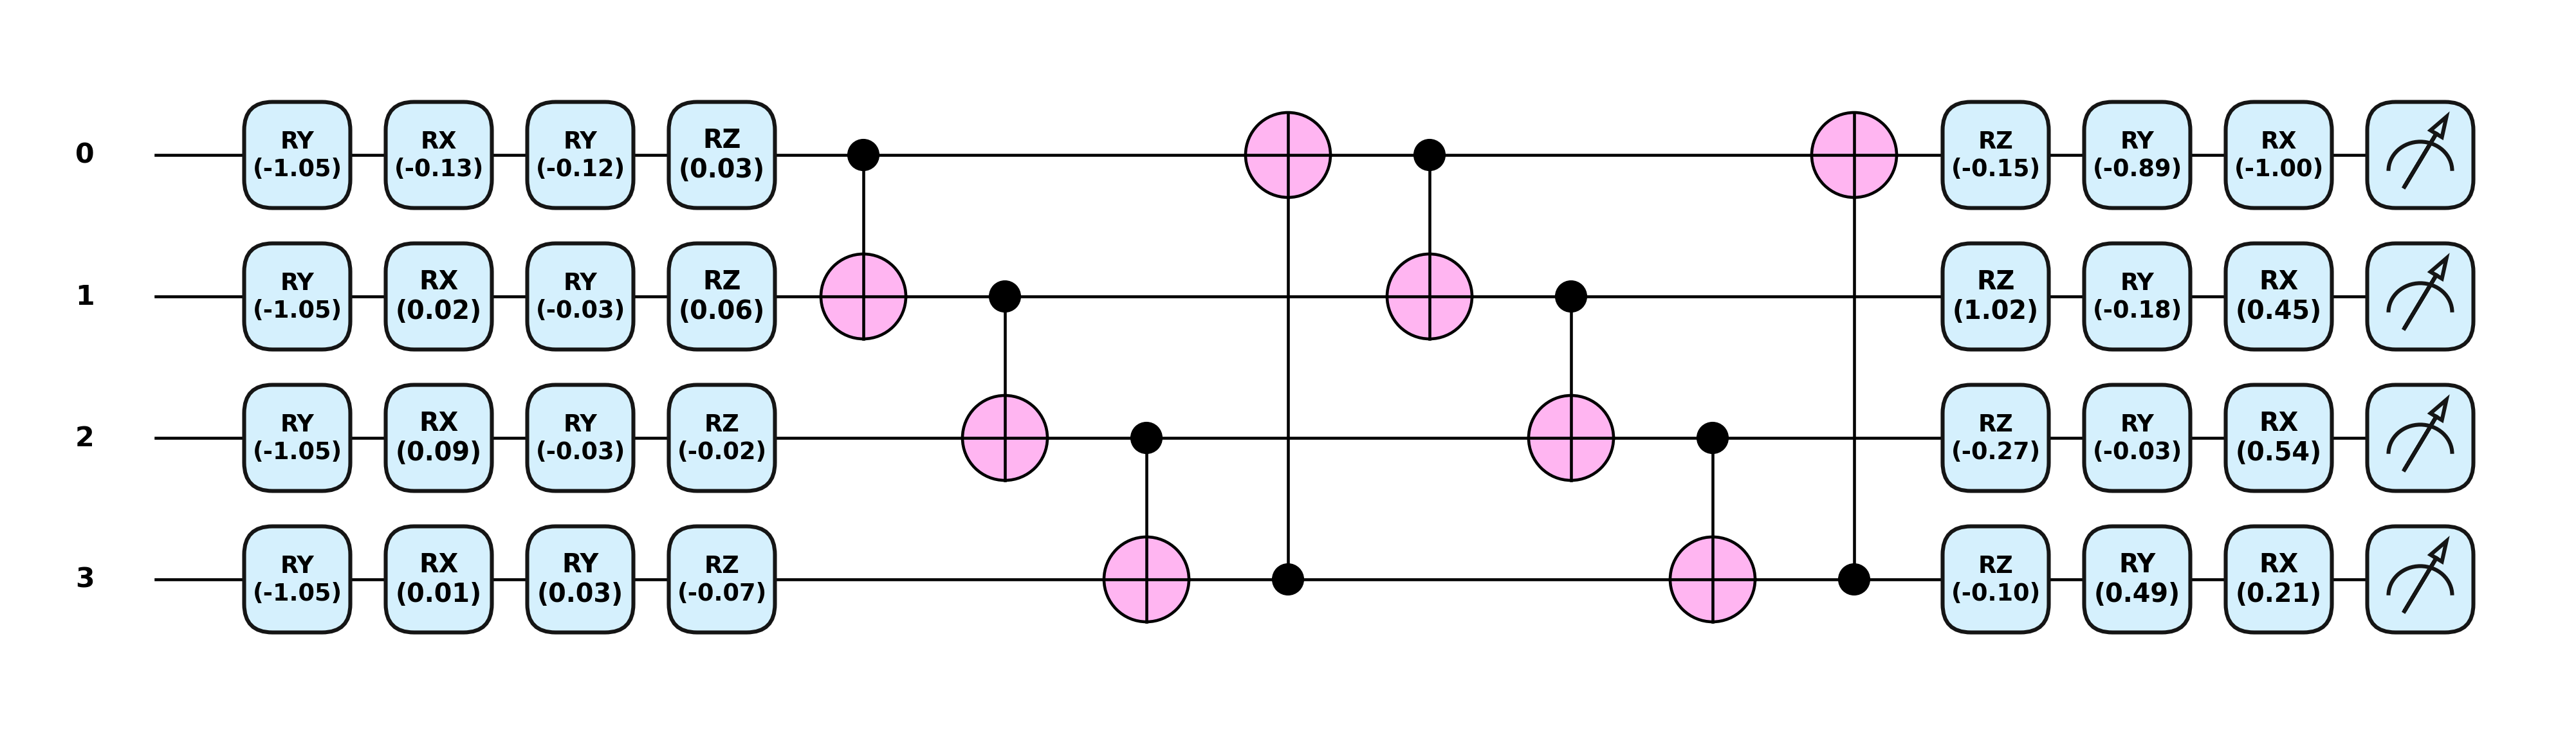 0 RY RX RY RZ RZ RY RX
(-1.05) (-0.13) (-0.12) (0.03) (-0.15) (-0.89) (-1.00)
1 RY RX RY RZ RZ RY RX
(-1.05) (0.02) (-0.03) (0.06) (1.02) (-0.18) (0.45)
2 RY RX RY RZ RZ RY RX
(-1.05) (0.09) (-0.03) (-0.02) (-0.27) (-0.03) (0.54)
3 RY RX RY RZ RZ RY RX
(-1.05) (0.01) (0.03) (-0.07) (-0.10) (0.49) (0.21)